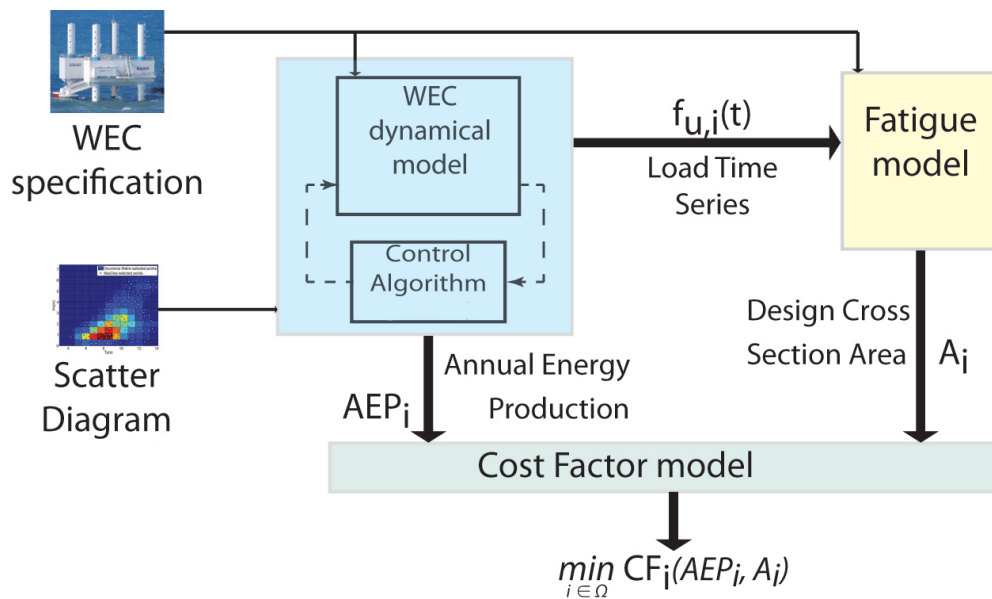 WEC
specification
WEC
dynamical
model
Control
Algorithm
f_{u,i}(t)
Load Time
Series
Fatigue
model
Scatter
Diagram
AEP_i
Annual Energy
Production
Design Cross
Section Area
A_i
Cost Factor model
min CF_i(AEP_i, A_i)
i ∈ Ω